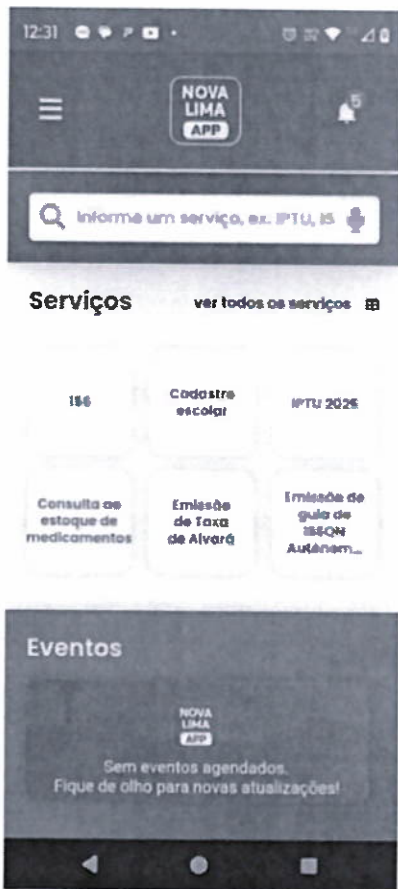 12:31
NOVA
LIMA
APP
5
Informe um serviço, ex. IPTU, IS
Serviços ver todos os serviços
156
Cadastro
escolar
IPTU 2025
Consulta ao
estoque de
medicamentos
Emissão
de Taxa
de Alvará
Emissão de
guia de
ISSQN
Autônom...
Eventos
NOVA
LIMA
APP
Sem eventos agendados.
Fique de olho para novas atualizações!